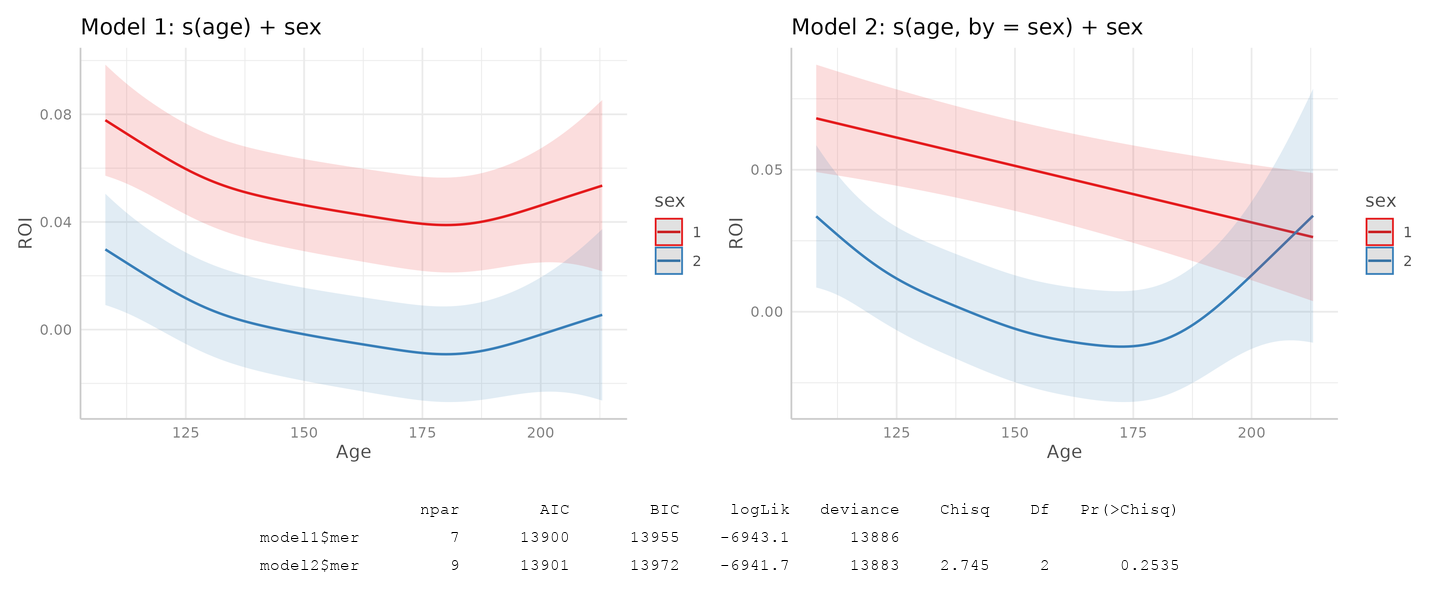 Model 1: s(age) + sex
0.08
0.04
0.00
ROI
125 150 175 200
Age
sex
1
2
Model 2: s(age, by = sex) + sex
0.05
0.00
ROI
125 150 175 200
Age
sex
1
2
npar AIC BIC logLik deviance Chisq Df Pr(>Chisq)
model1$mer 7 13900 13955 -6943.1 13886
model2$mer 9 13901 13972 -6941.7 13883 2.745 2 0.2535